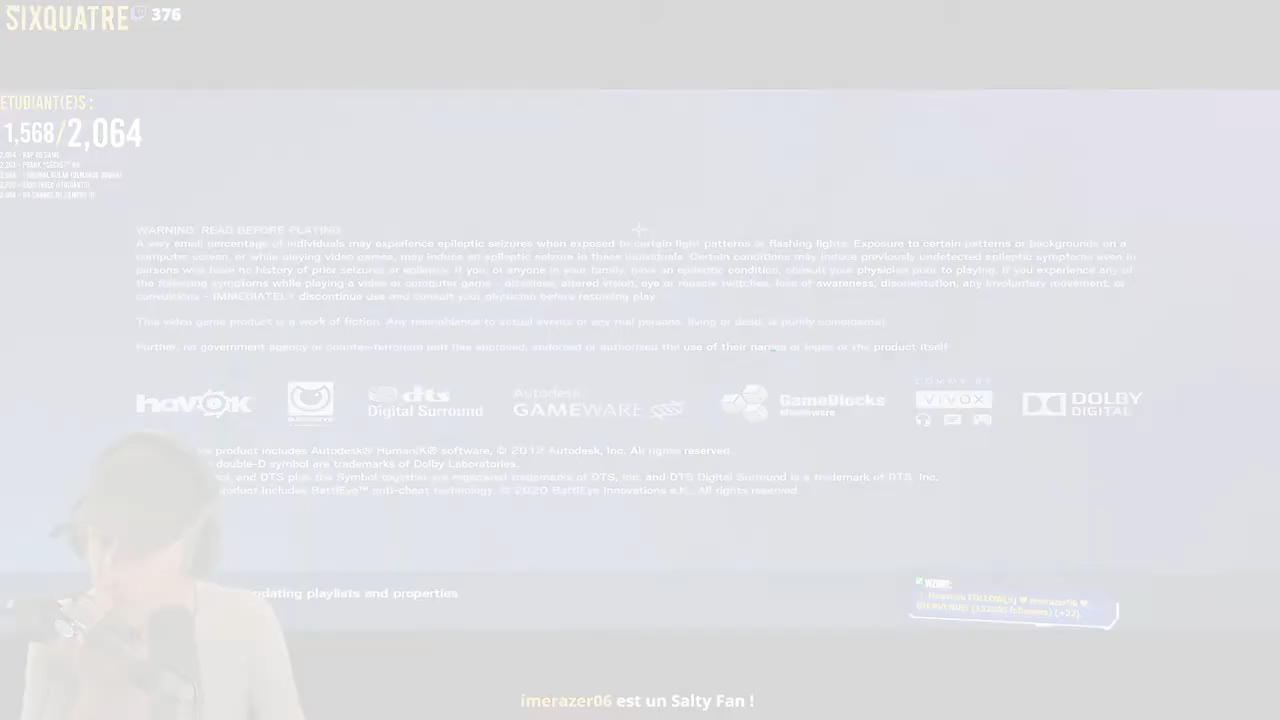 SIXQUATRE 376
ETUDIANT(E)S :
1,568/2,064
WARNING: READ BEFORE PLAYING
A very small percentage of individuals may experience epileptic seizures when exposed to certain light patterns or flashing lights. Exposure to certain patterns or backgrounds on a
computer screen, or while playing video games, may induce an epileptic seizure in these individuals. Certain conditions may induce previously undetected epileptic symptoms even in
persons who have no history of prior seizures or epilepsy. If you, or anyone in your family, have an epileptic condition, consult your physician prior to playing. If you experience any of
the following symptoms while playing a video or computer game - dizziness, altered vision, eye or muscle twitches, loss of awareness, disorientation, any involuntary movement, or
convulsions - IMMEDIATELY discontinue use and consult your physician before resuming play.
This video game product is a work of fiction. Any resemblance to actual events or any real persons, living or dead, is purely coincidental.
Further, no government agency or counter-terrorism unit has approved, endorsed or authorized the use of their names or logos or the product itself.
havok
dts
Digital Surround
Autodesk
GAMEWARE
GameBlocks
Middleware
COMMS BY
VIVOX
DOLBY
DIGITAL
product includes Autodesk® HumanIK® software, © 2012 Autodesk, Inc. All rights reserved.
double-D symbol are trademarks of Dolby Laboratories.
and DTS plus the Symbol together are registered trademarks of DTS, Inc. and DTS Digital Surround is a trademark of DTS, Inc.
product includes BattlEye™ anti-cheat technology. © 2020 BattlEye Innovations e.K., All rights reserved.
updating playlists and properties
WZBOT:
Nouveau FOLLOW(S) ♥ imerazer06 ♥
imerazer06 est un Salty Fan !